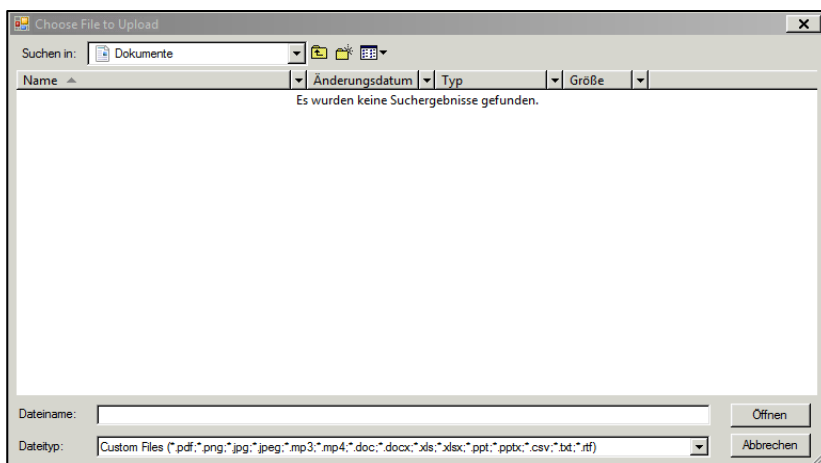 Choose File to Upload
Suchen in: Dokumente
Name Änderungsdatum Typ Größe
Es wurden keine Suchergebnisse gefunden.
Dateiname: Öffnen
Dateityp: Custom Files (*.pdf;*.png;*.jpg;*.jpeg;*.mp3;*.mp4;*.doc;*.docx;*.xls;*.xlsx;*.ppt;*.pptx;*.csv;*.txt;*.rtf) Abbrechen